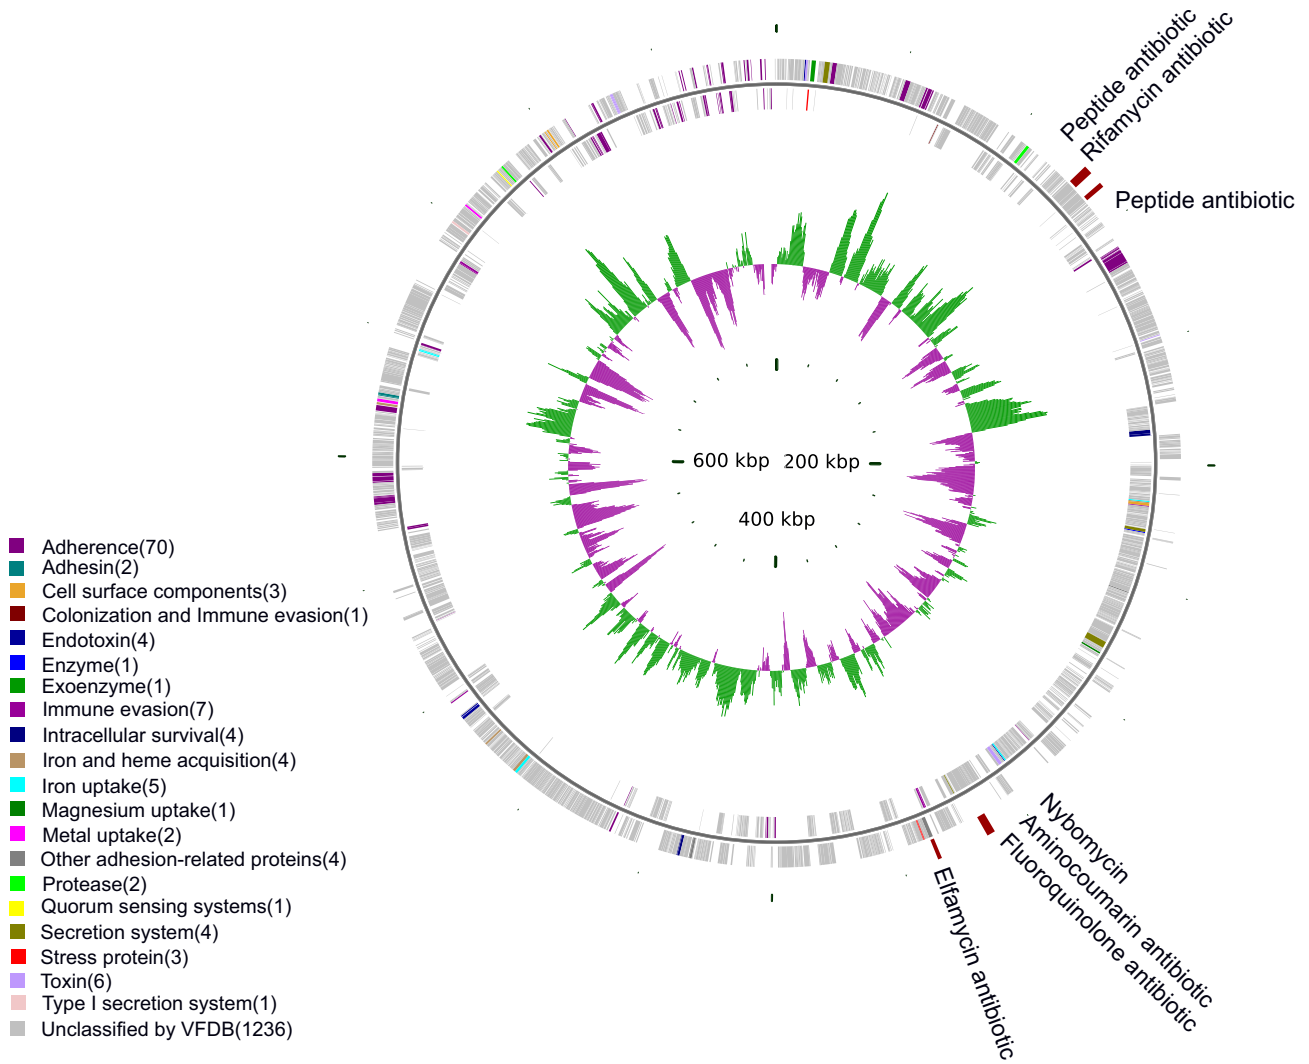 Peptide antibiotic
Rifamycin antibiotic
Peptide antibiotic
600 kbp
200 kbp
400 kbp
Adherence(70)
Adhesin(2)
Cell surface components(3)
Colonization and Immune evasion(1)
Endotoxin(4)
Enzyme(1)
Exoenzyme(1)
Immune evasion(7)
Intracellular survival(4)
Iron and heme acquisition(4)
Iron uptake(5)
Magnesium uptake(1)
Metal uptake(2)
Other adhesion-related proteins(4)
Protease(2)
Quorum sensing systems(1)
Secretion system(4)
Stress protein(3)
Toxin(6)
Type I secretion system(1)
Unclassified by VFDB(1236)
Nybomycin
Aminocoumarin antibiotic
Fluoroquinolone antibiotic
Elfamycin antibiotic